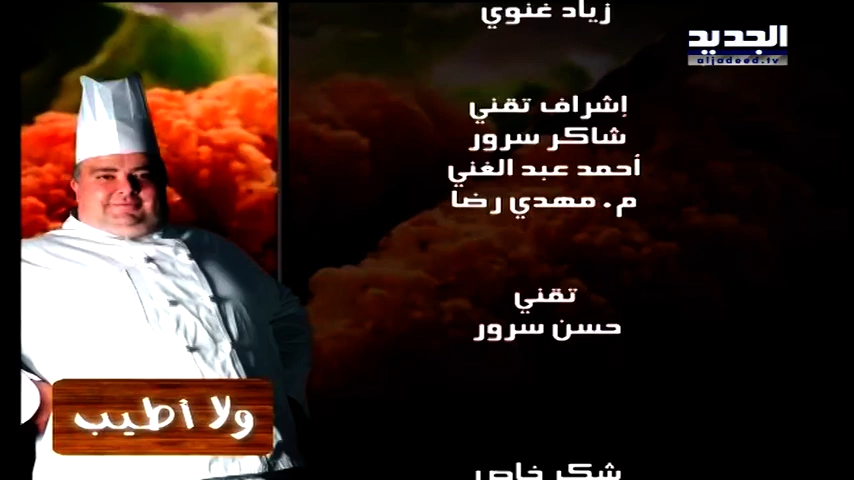 زياد غنوي
الجديد
aljadeed.tv
إشراف تقني
شاكر سرور
أحمد عبد الغني
م. مهدي رضا
تقني
حسن سرور
ولا أطيب
شكر خاص